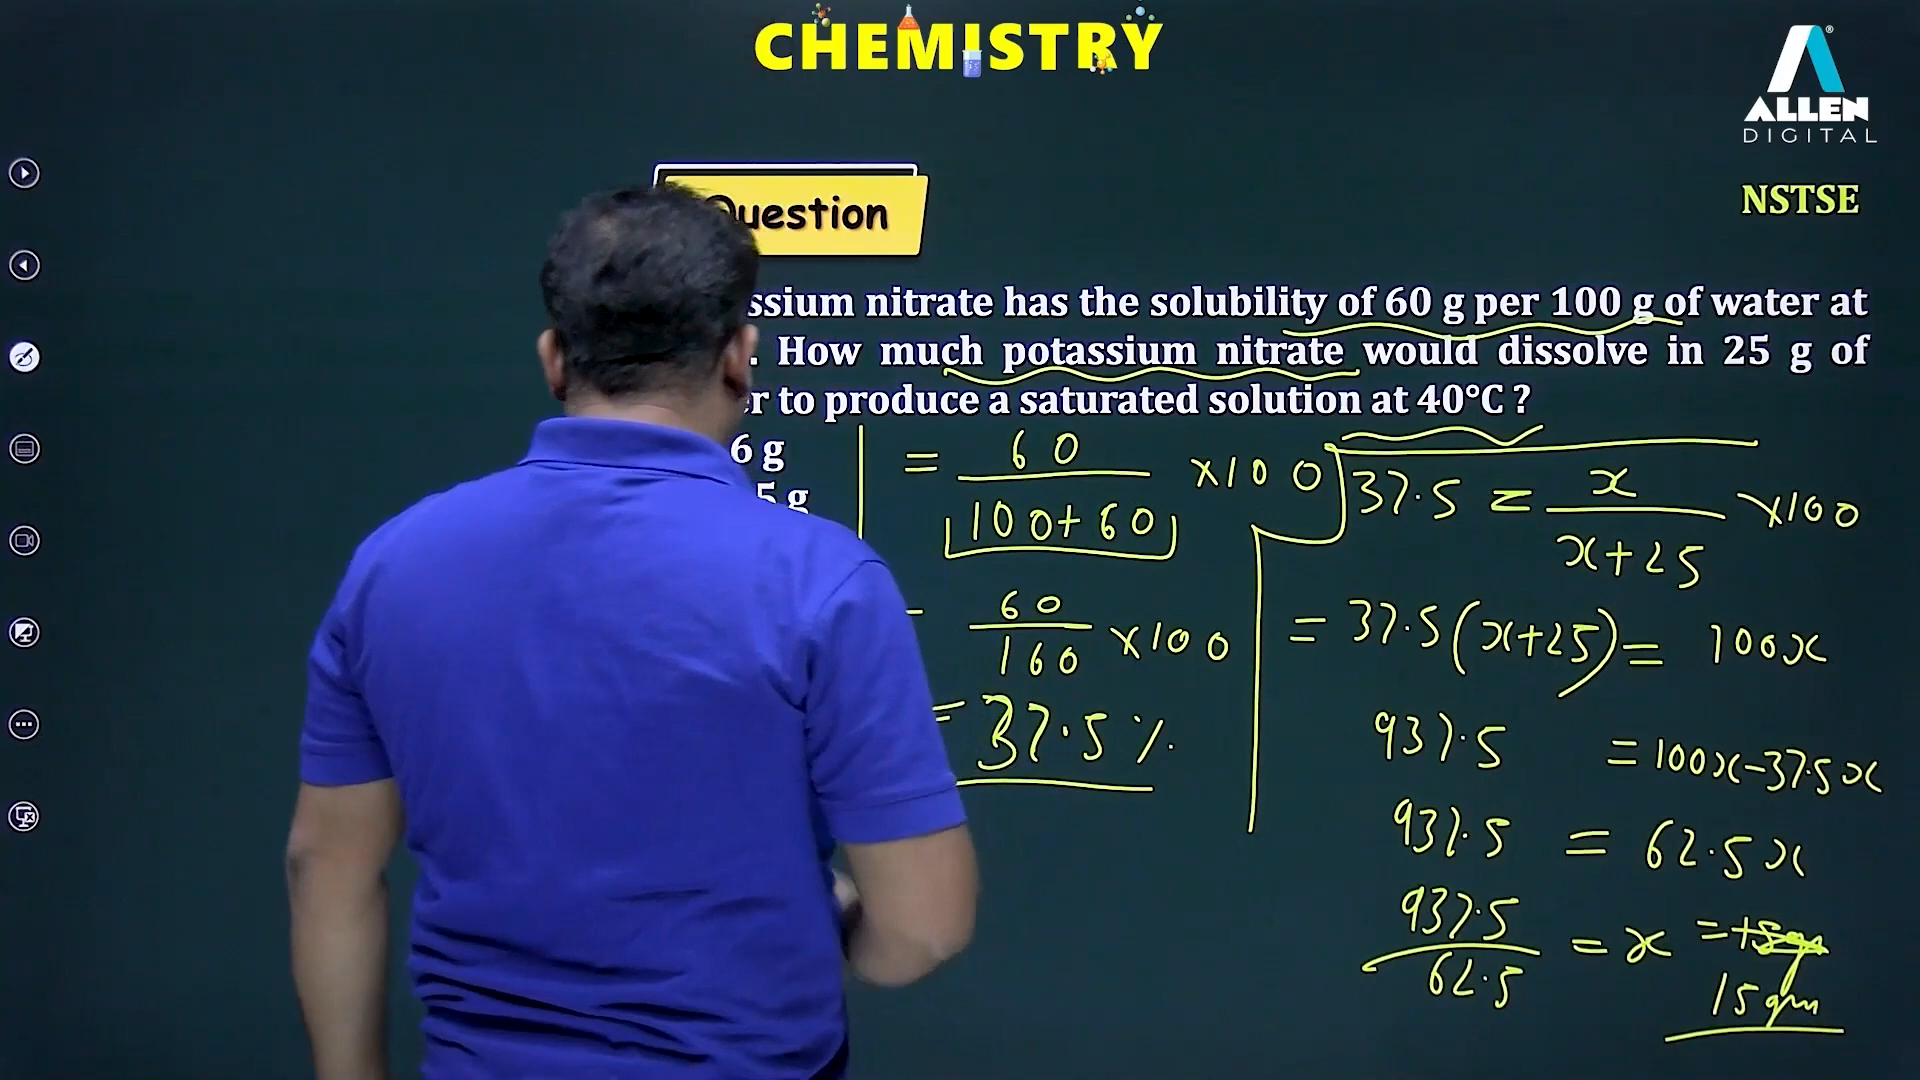 CHEMISTRY
ALLEN
DIGITAL
NSTSE
Question
ssium nitrate has the solubility of 60 g per 100 g of water at
. How much potassium nitrate would dissolve in 25 g of
er to produce a saturated solution at 40°C ?
6 g
5 g
= 60 / 100+60 ×100
= 60 / 160 ×100
= 37.5 %
37.5 = x / x+25 ×100
= 37.5(x+25) = 100x
937.5 = 100x-37.5x
937.5 = 62.5x
937.5 / 62.5 = x =
15gm